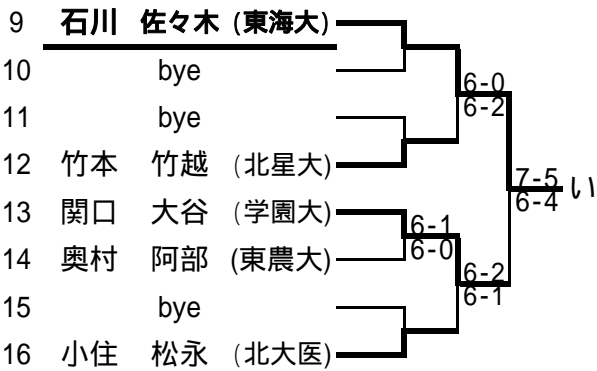 9 石川 佐々木 (東海大)
10 bye
11 bye
12 竹本 竹越 (北星大)
13 関口 大谷 (学園大)
14 奥村 阿部 (東農大)
15 bye
16 小住 松永 (北大医)
6-0
6-2
6-1
6-0
6-2
6-1
7-5
6-4
い